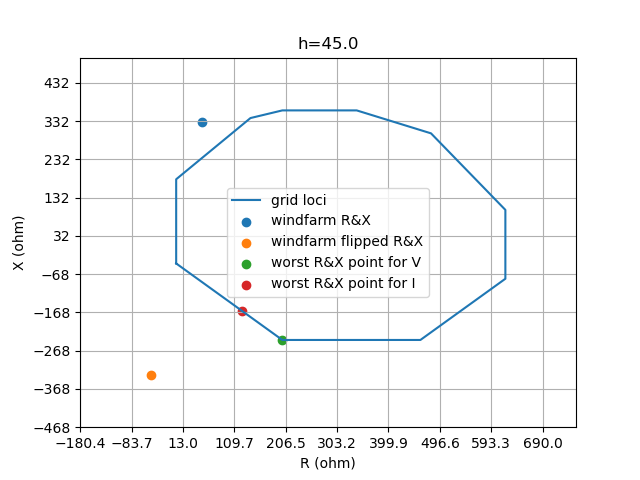 h=45.0
432
332
232
132
32
−68
−168
−268
−368
−468
X (ohm)
grid loci
windfarm R&X
windfarm flipped R&X
worst R&X point for V
worst R&X point for I
−180.4 −83.7 13.0 109.7 206.5 303.2 399.9 496.6 593.3 690.0
R (ohm)